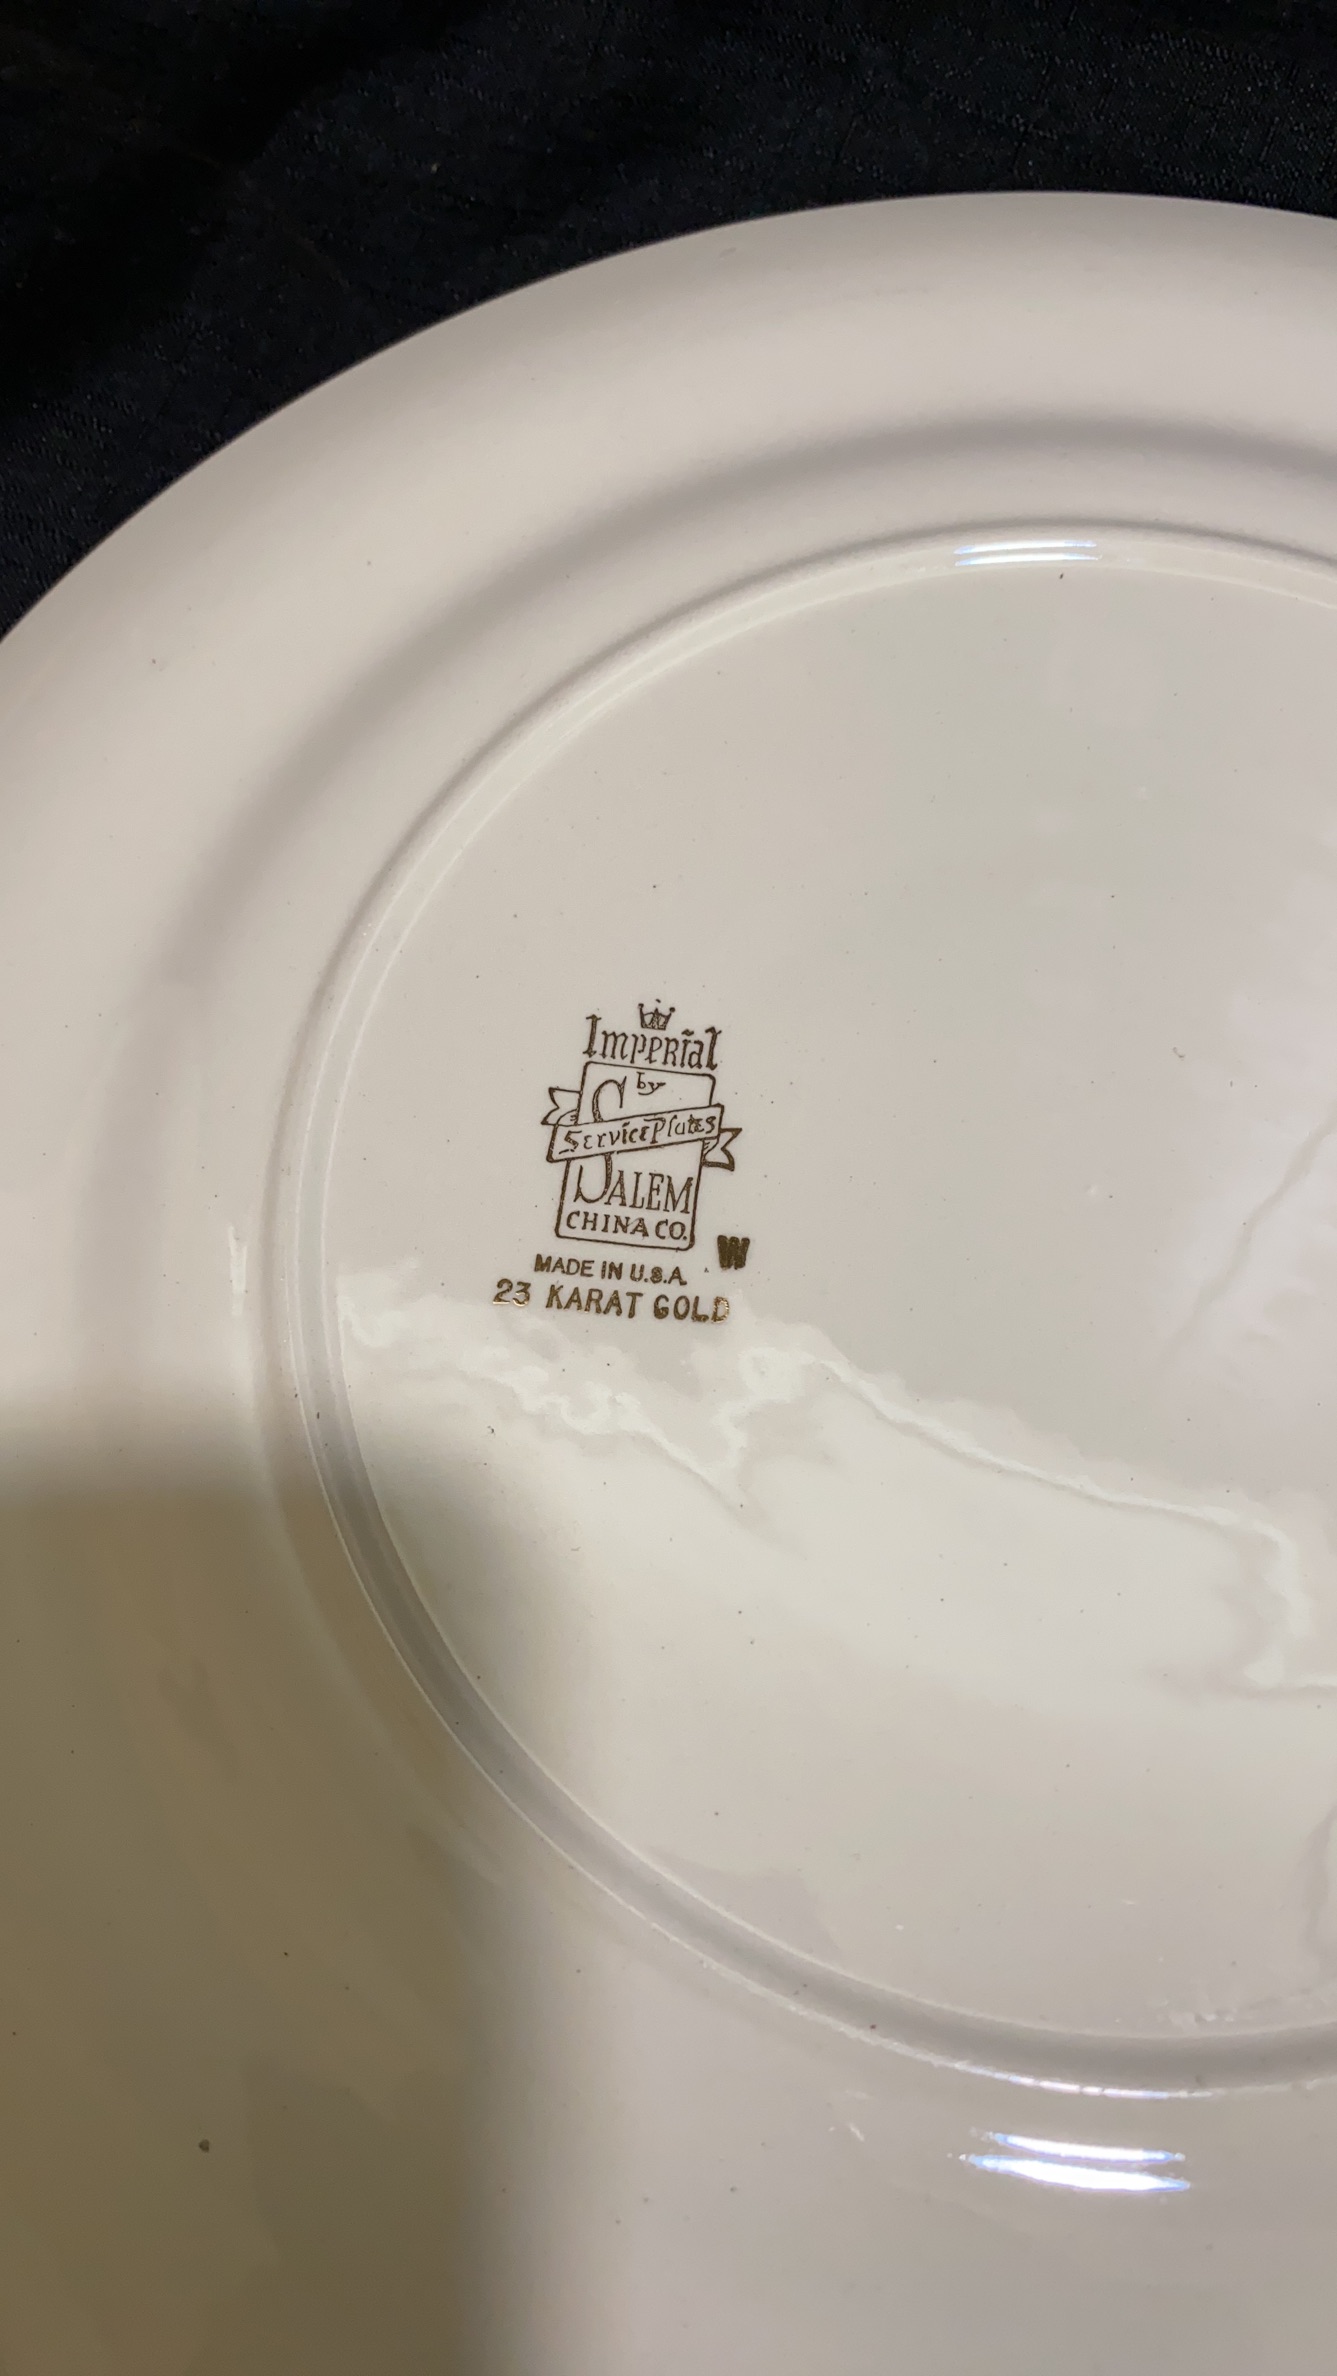 Imperial
by
Service Plates
SALEM
CHINA CO.
W
MADE IN U.S.A.
23 KARAT GOLD